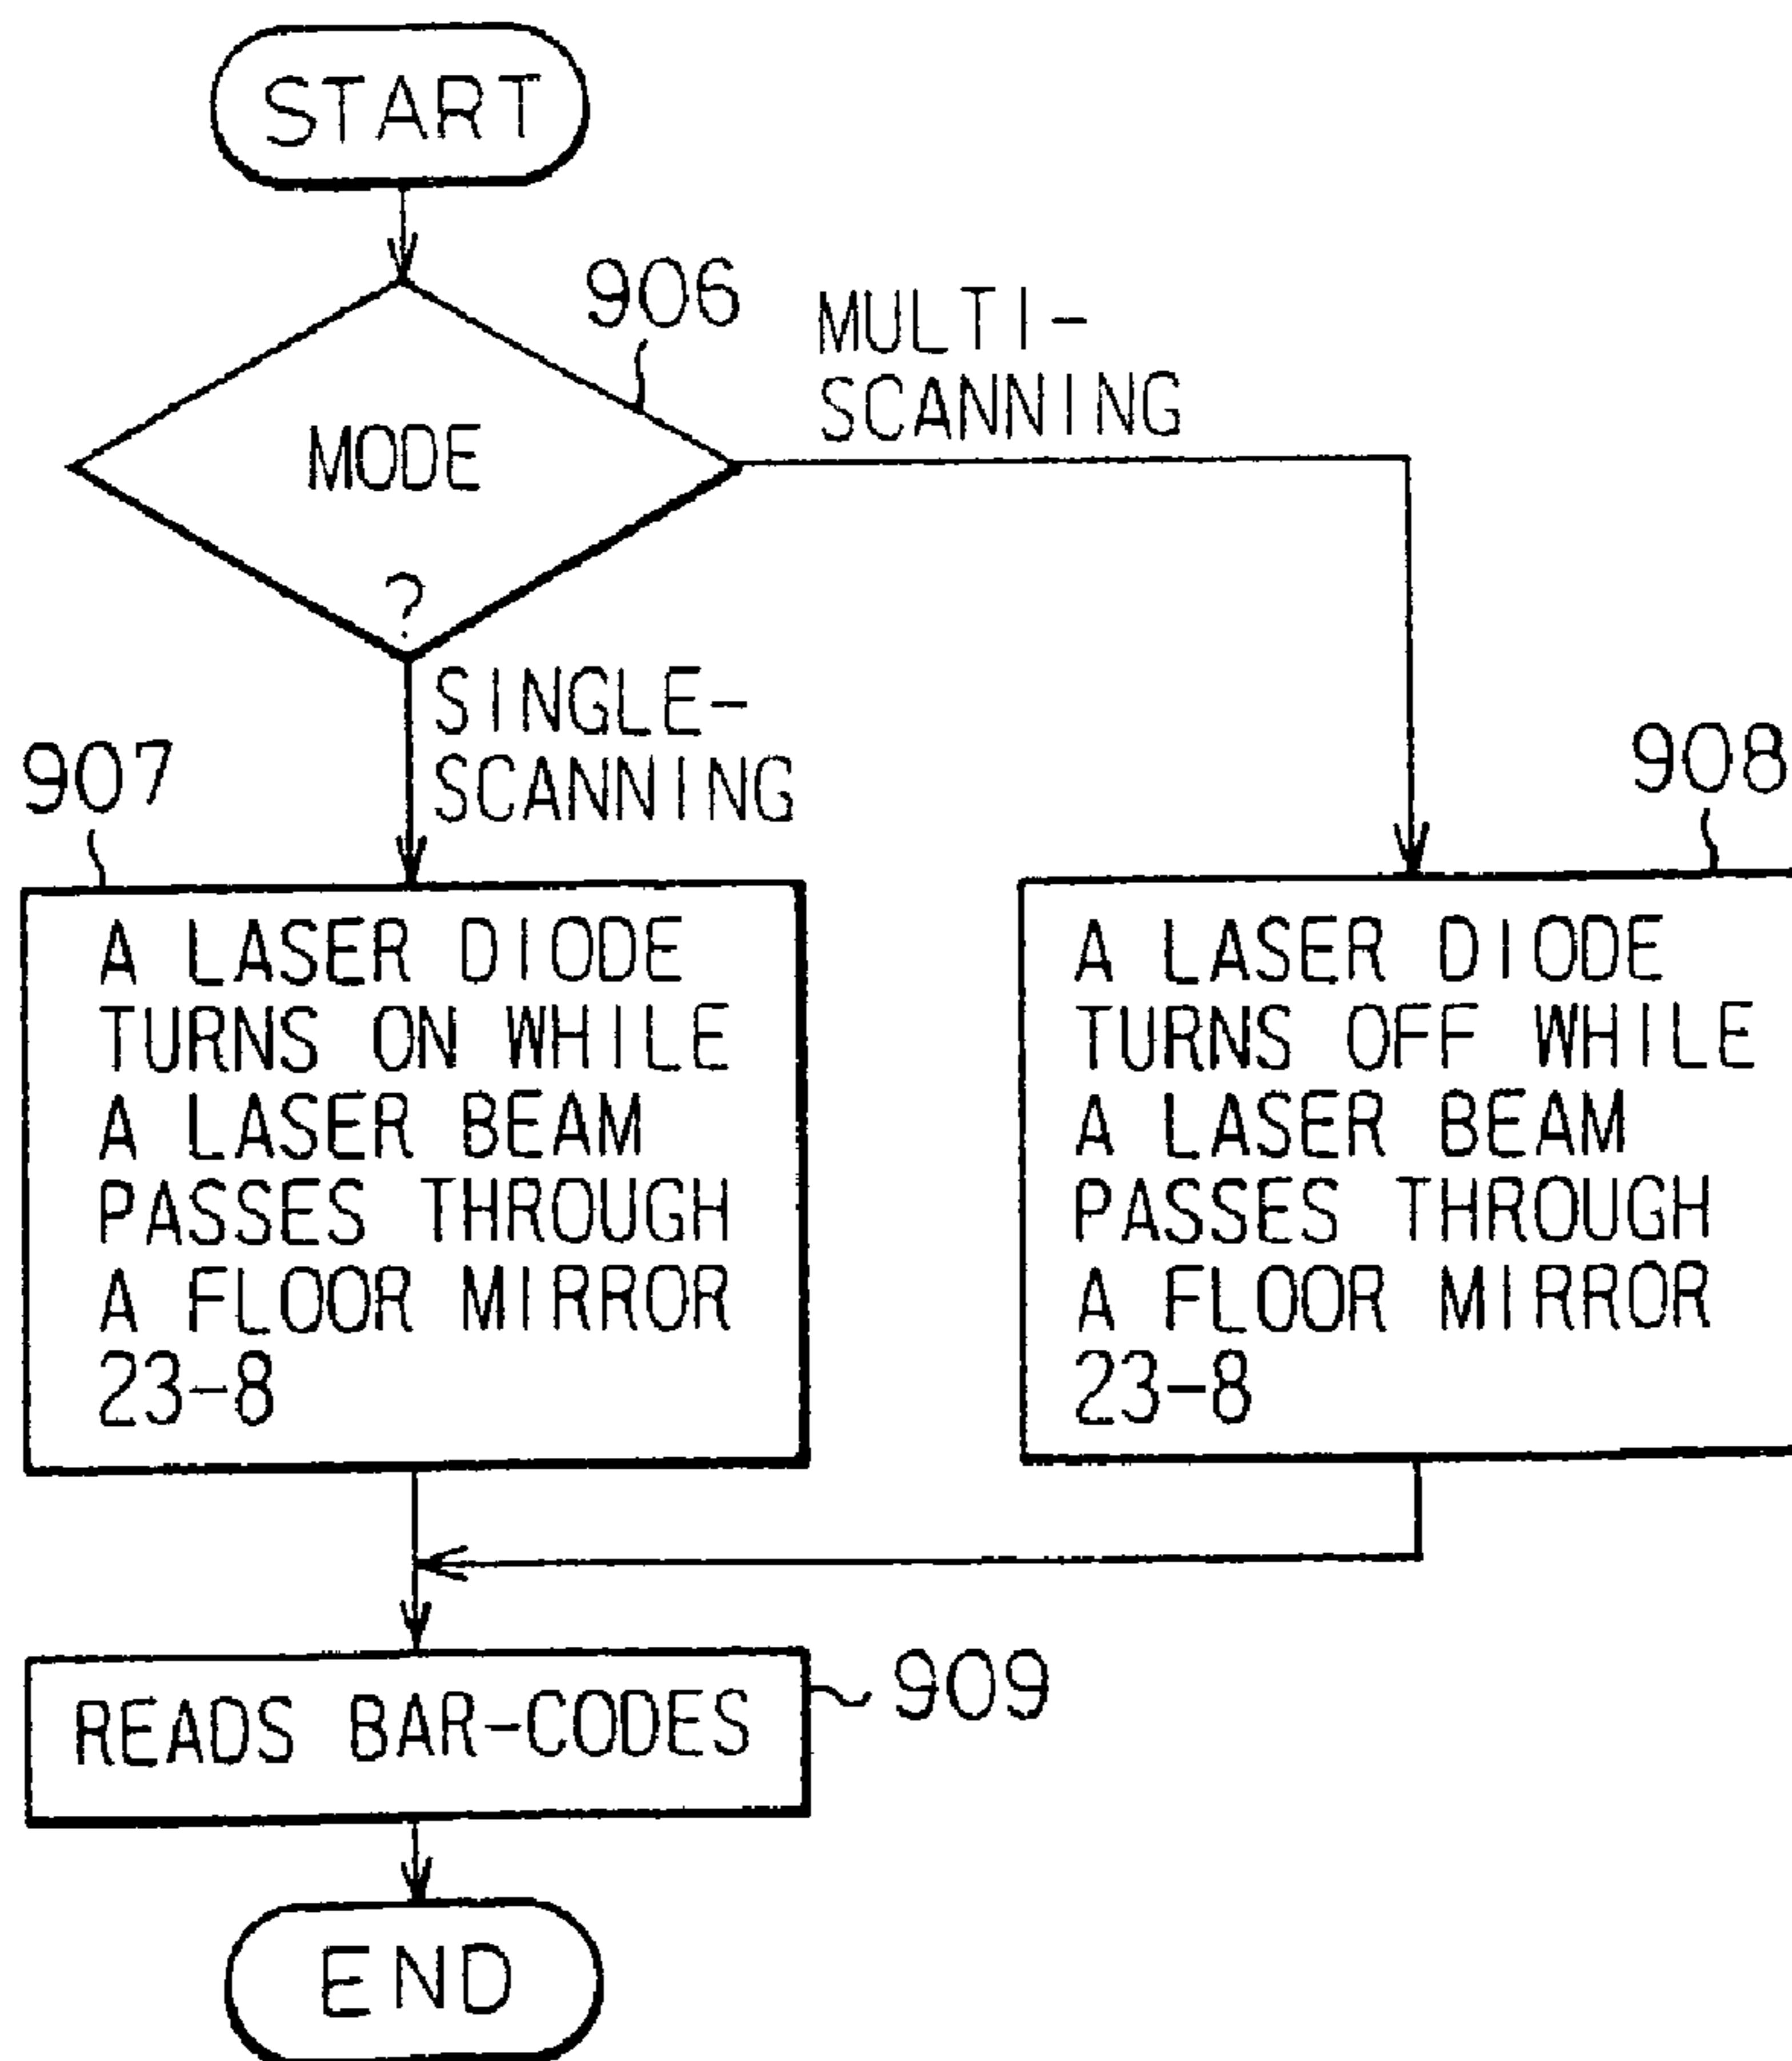 START
906
MULTI-
SCANNING
MODE
?
SINGLE-
SCANNING
907
908
A LASER DIODE
TURNS ON WHILE
A LASER BEAM
PASSES THROUGH
A FLOOR MIRROR
23-8
A LASER DIODE
TURNS OFF WHILE
A LASER BEAM
PASSES THROUGH
A FLOOR MIRROR
23-8
READS BAR-CODES
909
END